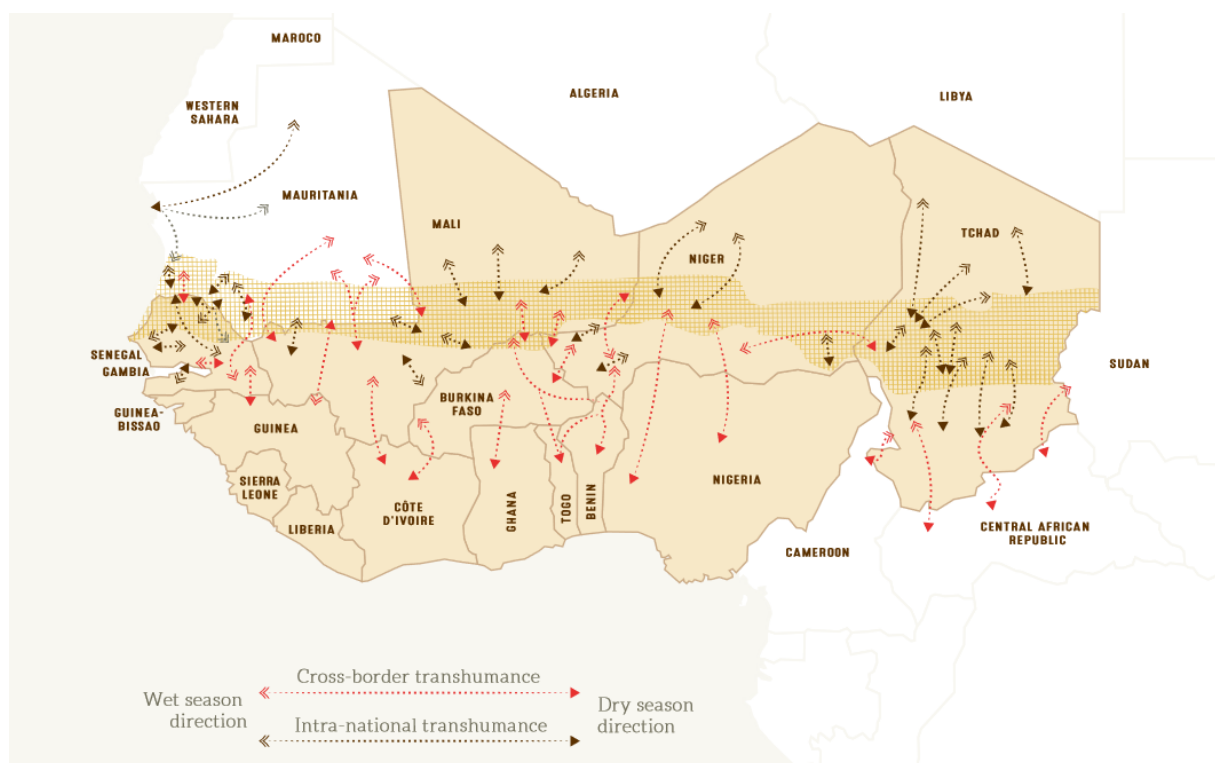 MAROCO
WESTERN
SAHARA
ALGERIA
LIBYA
MAURITANIA
MALI
NIGER
TCHAD
SENEGAL
GAMBIA
SUDAN
GUINEA-
BISSAO
GUINEA
BURKINA
FASO
SIERRA
LEONE
LIBERIA
CÔTE
D'IVOIRE
GHANA
TOGO
BENIN
NIGERIA
CAMEROON
CENTRAL AFRICAN
REPUBLIC
Wet season
direction
Cross-border transhumance
Intra-national transhumance
Dry season
direction